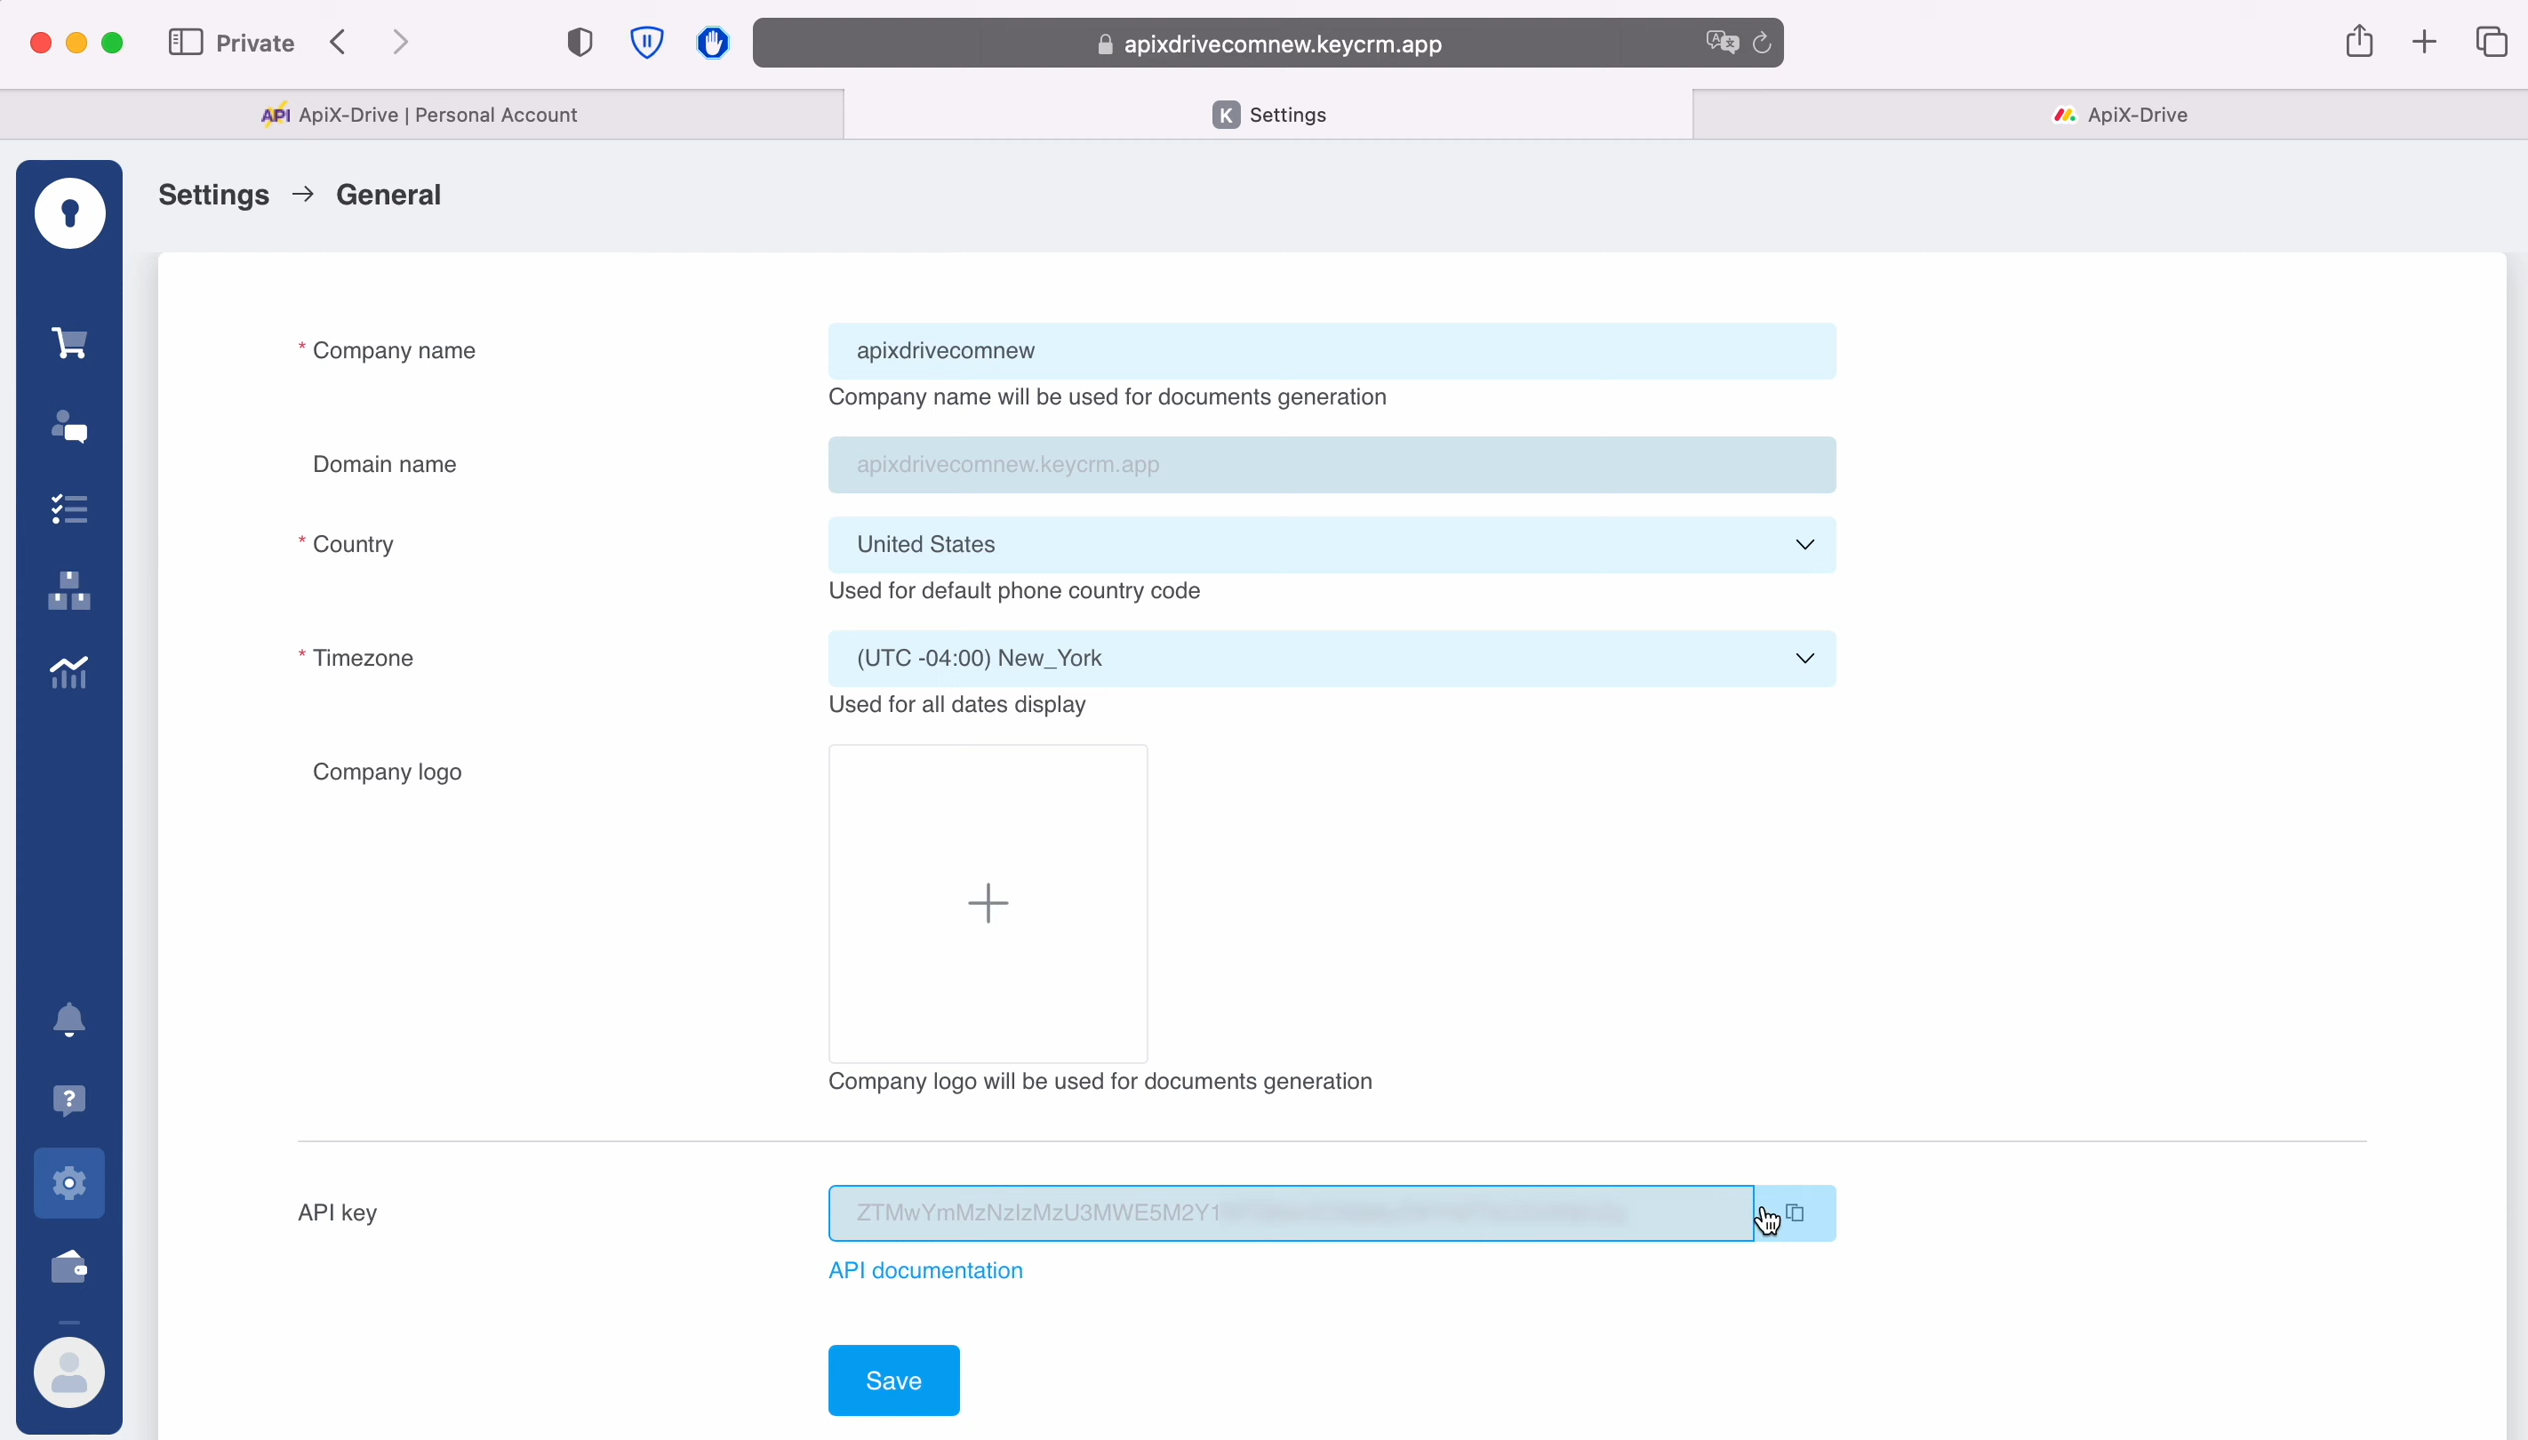 Private
apixdrivecomnew.keycrm.app
API ApiX-Drive | Personal Account
K Settings
ApiX-Drive
Settings → General
* Company name
apixdrivecomnew
Company name will be used for documents generation
Domain name
apixdrivecomnew.keycrm.app
* Country
United States
Used for default phone country code
* Timezone
(UTC -04:00) New_York
Used for all dates display
Company logo
Company logo will be used for documents generation
API key
API documentation
Save